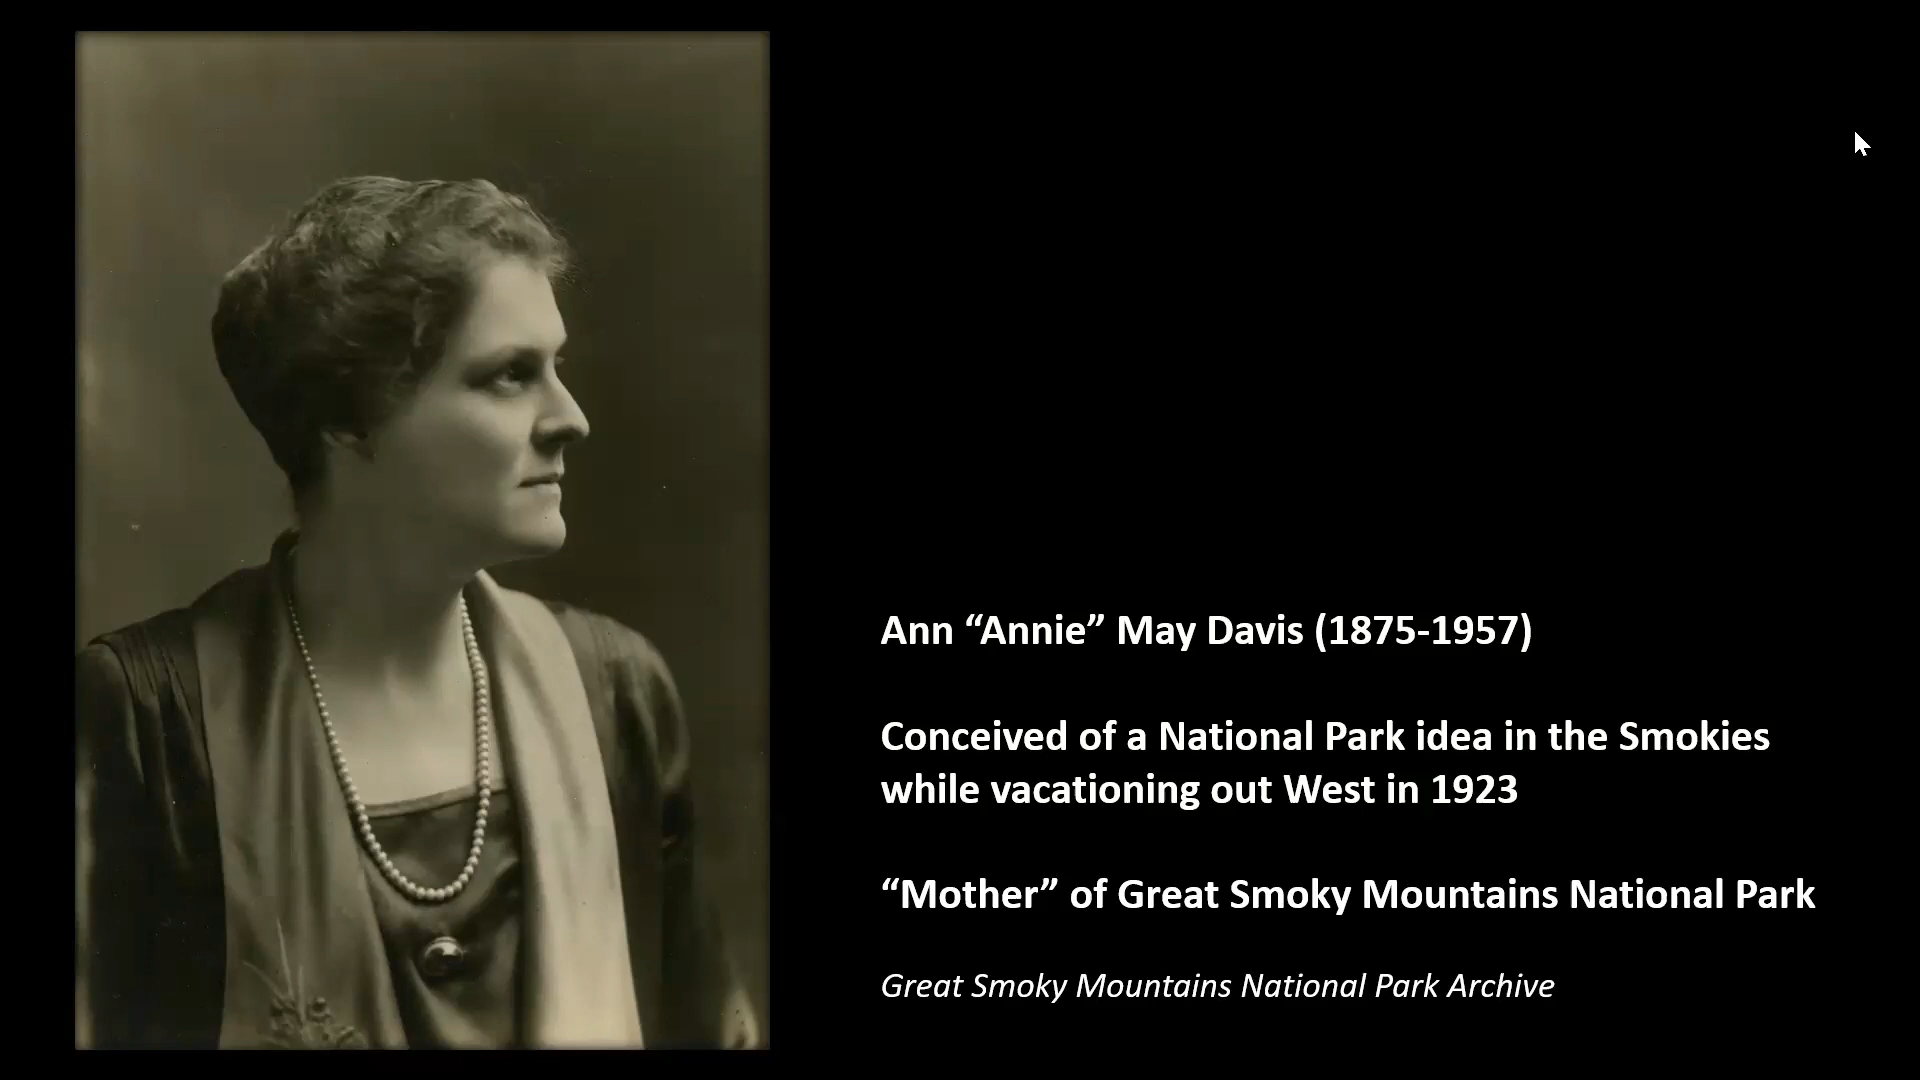 Ann “Annie” May Davis (1875-1957)
Conceived of a National Park idea in the Smokies
while vacationing out West in 1923
“Mother” of Great Smoky Mountains National Park
Great Smoky Mountains National Park Archive